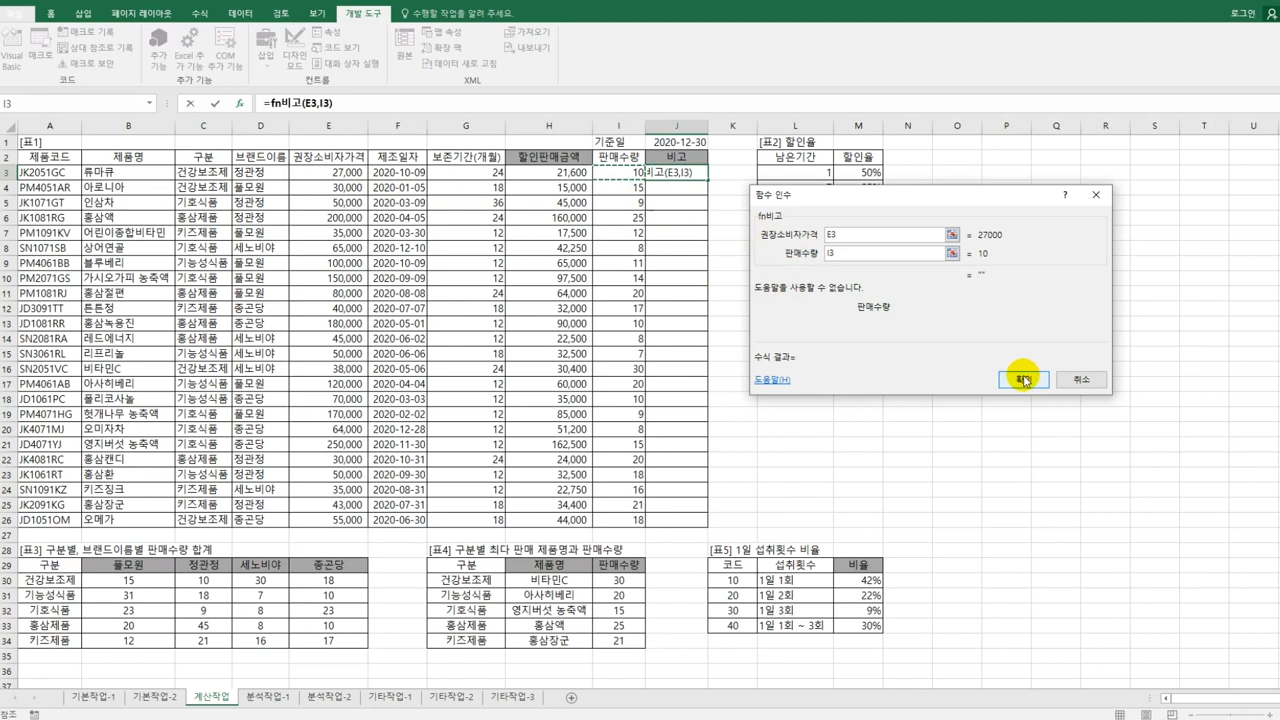 홈 삽입 페이지 레이아웃 수식 데이터 검토 보기 개발 도구 수행할 작업을 알려 주세요. 로그인
Visual Basic 매크로 매크로 기록 상대 참조로 기록 매크로 보안 추가 기능 Excel 추가 기능 COM 추가 기능 삽입 디자인 모드 속성 코드 보기 대화 상자 실행 원본 맵 속성 확장 팩 데이터 새로 고침 가져오기 내보내기
코드 추가 기능 컨트롤 XML
I3 =fn비고(E3,I3)
A B C D E F G H I J K L M N O P Q R S T U
1 [표1] 기준일 2020-12-30 [표2] 할인율
2 제품코드 제품명 구분 브랜드이름 권장소비자가격 제조일자 보존기간(개월) 할인판매금액 판매수량 비고 남은기간 할인율
3 JK2051GC 류마큐 건강보조제 정관정 27,000 2020-10-09 24 21,600 10 비고(E3,I3) 1 50%
4 PM4051AR 아로니아 건강보조제 풀모원 30,000 2020-01-05 18 15,000 15
5 JK1071GT 인삼차 기호식품 정관정 50,000 2020-03-09 36 45,000 9
6 JK1081RG 홍삼액 홍삼제품 정관정 200,000 2020-04-05 24 160,000 25
7 PM1091KV 어린이종합비타민 키즈제품 풀모원 35,000 2020-05-08 12 17,500 12
8 SN1071SB 상어연골 기호식품 세노비야 65,000 2020-12-10 12 42,250 8
9 PM4061BB 블루베리 기능성식품 풀모원 100,000 2020-10-09 12 65,000 11
10 PM2071GS 가시오가피 농축액 기호식품 풀모원 150,000 2020-09-09 12 97,500 14
11 PM1081RJ 홍삼절편 홍삼제품 풀모원 80,000 2020-08-08 24 64,000 20
12 JD3091TT 튼튼정 키즈제품 종곤당 40,000 2020-07-07 18 32,000 17
13 JD1081RR 홍삼녹용진 홍삼제품 종곤당 180,000 2020-05-01 12 90,000 10
14 SN2081RA 레드에너지 홍삼제품 세노비야 45,000 2020-06-02 12 22,500 8
15 SN3061RL 리프리놀 기능성식품 세노비야 50,000 2020-06-06 18 32,500 7
16 SN2051VC 비타민C 건강보조제 세노비야 38,000 2020-05-05 24 30,400 30
17 PM4061AB 아사히베리 기능성식품 풀모원 120,000 2020-04-04 12 60,000 20
18 JD1061PC 폴리코사놀 기능성식품 종곤당 70,000 2020-03-03 12 35,000 10
19 PM4071HG 헛개나무 농축액 기호식품 풀모원 170,000 2020-02-02 12 85,000 9
20 JK4071MJ 오미자차 기호식품 종곤당 64,000 2020-12-28 12 51,200 8
21 JD4071YJ 영지버섯 농축액 기호식품 종곤당 250,000 2020-11-30 12 162,500 15
22 JK4081RC 홍삼캔디 홍삼제품 정관정 30,000 2020-10-31 24 24,000 20
23 JK1061RT 홍삼환 기능성식품 정관정 50,000 2020-09-30 12 32,500 18
24 SN1091KZ 키즈징크 키즈제품 세노비야 35,000 2020-08-31 12 22,750 16
25 JK2091KG 홍삼장군 키즈제품 정관정 43,000 2020-07-31 18 34,400 21
26 JD1051OM 오메가 건강보조제 종곤당 55,000 2020-06-30 18 44,000 18
27
28 [표3] 구분별, 브랜드이름별 판매수량 합계 [표4] 구분별 최다 판매 제품명과 판매수량 [표5] 1일 섭취횟수 비율
29 구분 풀모원 정관정 세노비야 종곤당 구분 제품명 판매수량 코드 섭취횟수 비율
30 건강보조제 15 10 30 18 건강보조제 비타민C 30 10 1일 1회 42%
31 기능성식품 31 18 7 10 기능성식품 아사히베리 20 20 1일 2회 22%
32 기호식품 23 9 8 23 기호식품 영지버섯 농축액 15 30 1일 3회 9%
33 홍삼제품 20 45 8 10 홍삼제품 홍삼액 25 40 1일 1회 ~ 3회 30%
34 키즈제품 12 21 16 17 키즈제품 홍삼장군 21
35
36
37
함수 인수 ?
fn비고
권장소비자가격 E3 = 27000
판매수량 I3 = 10
= ""
도움말을 사용할 수 없습니다.
판매수량
수식 결과=
도움말(H) 취소
기본작업-1 기본작업-2 계산작업 분석작업-1 분석작업-2 기타작업-1 기타작업-2 기타작업-3
참조